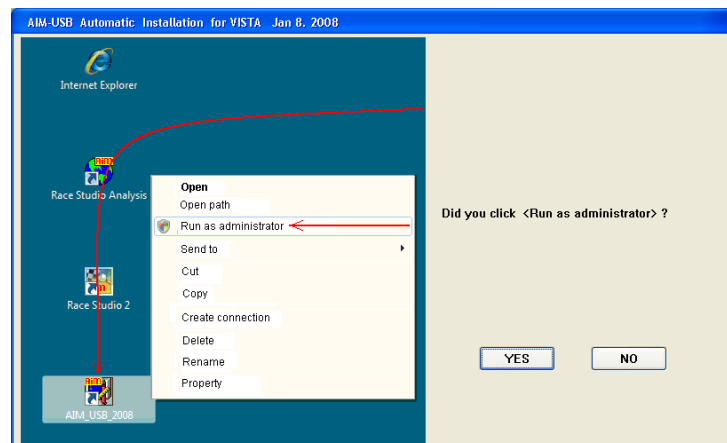 AIM-USB Automatic Installation for VISTA Jan 8. 2008
Internet Explorer
AIM
Race Studio Analysis
Open
Open path
Run as administrator
Send to
Cut
Copy
Create connection
Delete
Rename
Property
Race Studio 2
AIM
AIM_USB_2008
Did you click <Run as administrator> ?
YES
NO